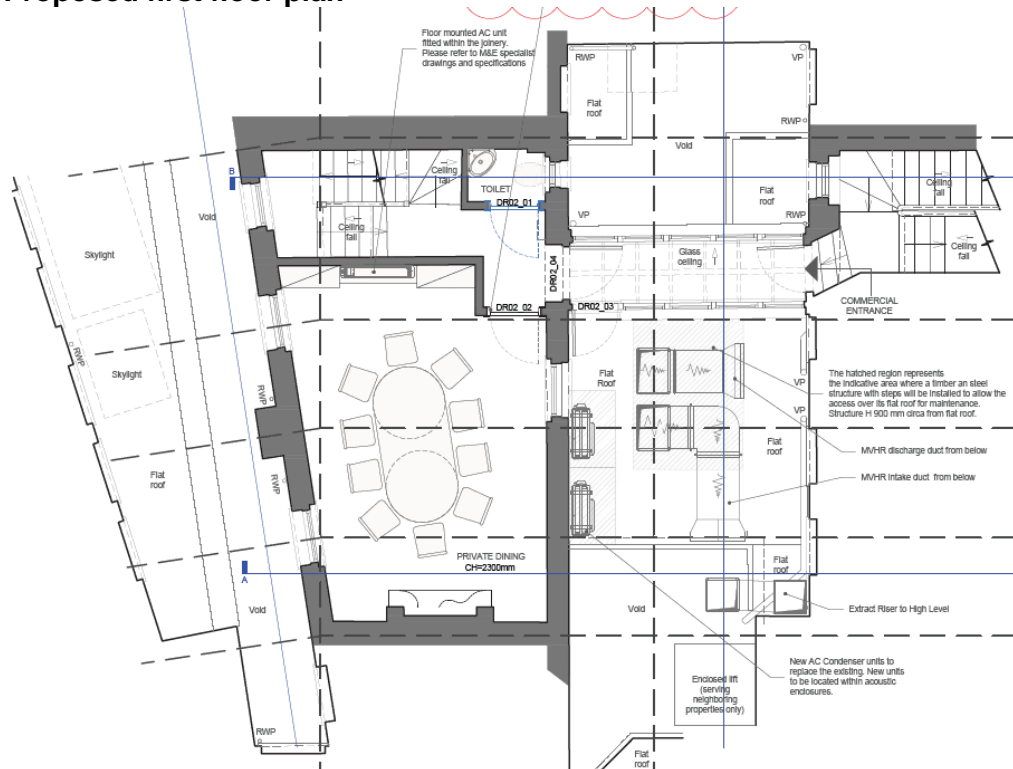 Proposed first floor plan
Floor mounted AC unit
fitted within the joinery.
Please refer to M&E specialist
drawings and specifications
RWP
VP
Flat
roof
RWP
Void
B
Ceiling
fall
TOILET
DR02_01
Flat
roof
Ceiling
fall
Void
VP
RWP
Ceiling
fall
Skylight
Glass
ceiling
Ceiling
fall
DR02_04
COMMERCIAL
ENTRANCE
DR02_02
DR02_03
RWP
Skylight
Flat
Roof
VP
The hatched region represents
the indicative area where a timber an steel
structure with steps will be installed to allow the
access over its flat roof for maintenance.
Structure H 900 mm circa from flat roof.
RWP
VP
Flat
roof
MVHR discharge duct from below
Flat
roof
RWP
MVHR intake duct from below
PRIVATE DINING
CH=2300mm
Flat
roof
A
Void
Void
Extract Riser to High Level
New AC Condenser units to
replace the existing. New units
to be located within acoustic
enclosures.
Enclosed lift
(serving
neighboring
properties only)
RWP
Flat
roof